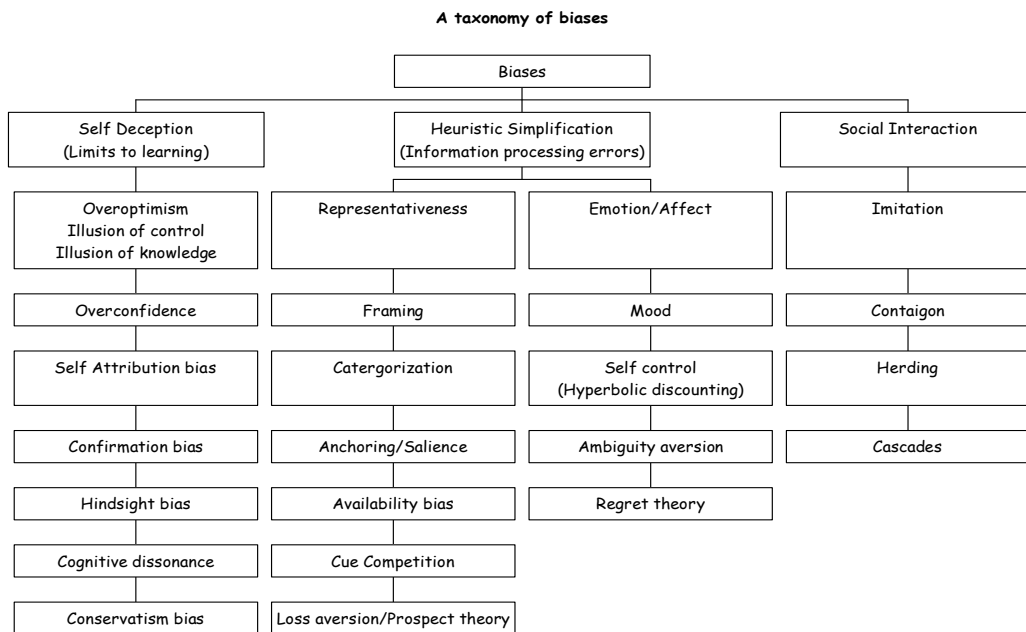 A taxonomy of biases
Biases
Self Deception
(Limits to learning)
Heuristic Simplification
(Information processing errors)
Social Interaction
Overoptimism
Illusion of control
Illusion of knowledge
Representativeness
Emotion/Affect
Imitation
Overconfidence
Framing
Mood
Contaigon
Self Attribution bias
Catergorization
Self control
(Hyperbolic discounting)
Herding
Confirmation bias
Anchoring/Salience
Ambiguity aversion
Cascades
Hindsight bias
Availability bias
Regret theory
Cognitive dissonance
Cue Competition
Conservatism bias
Loss aversion/Prospect theory